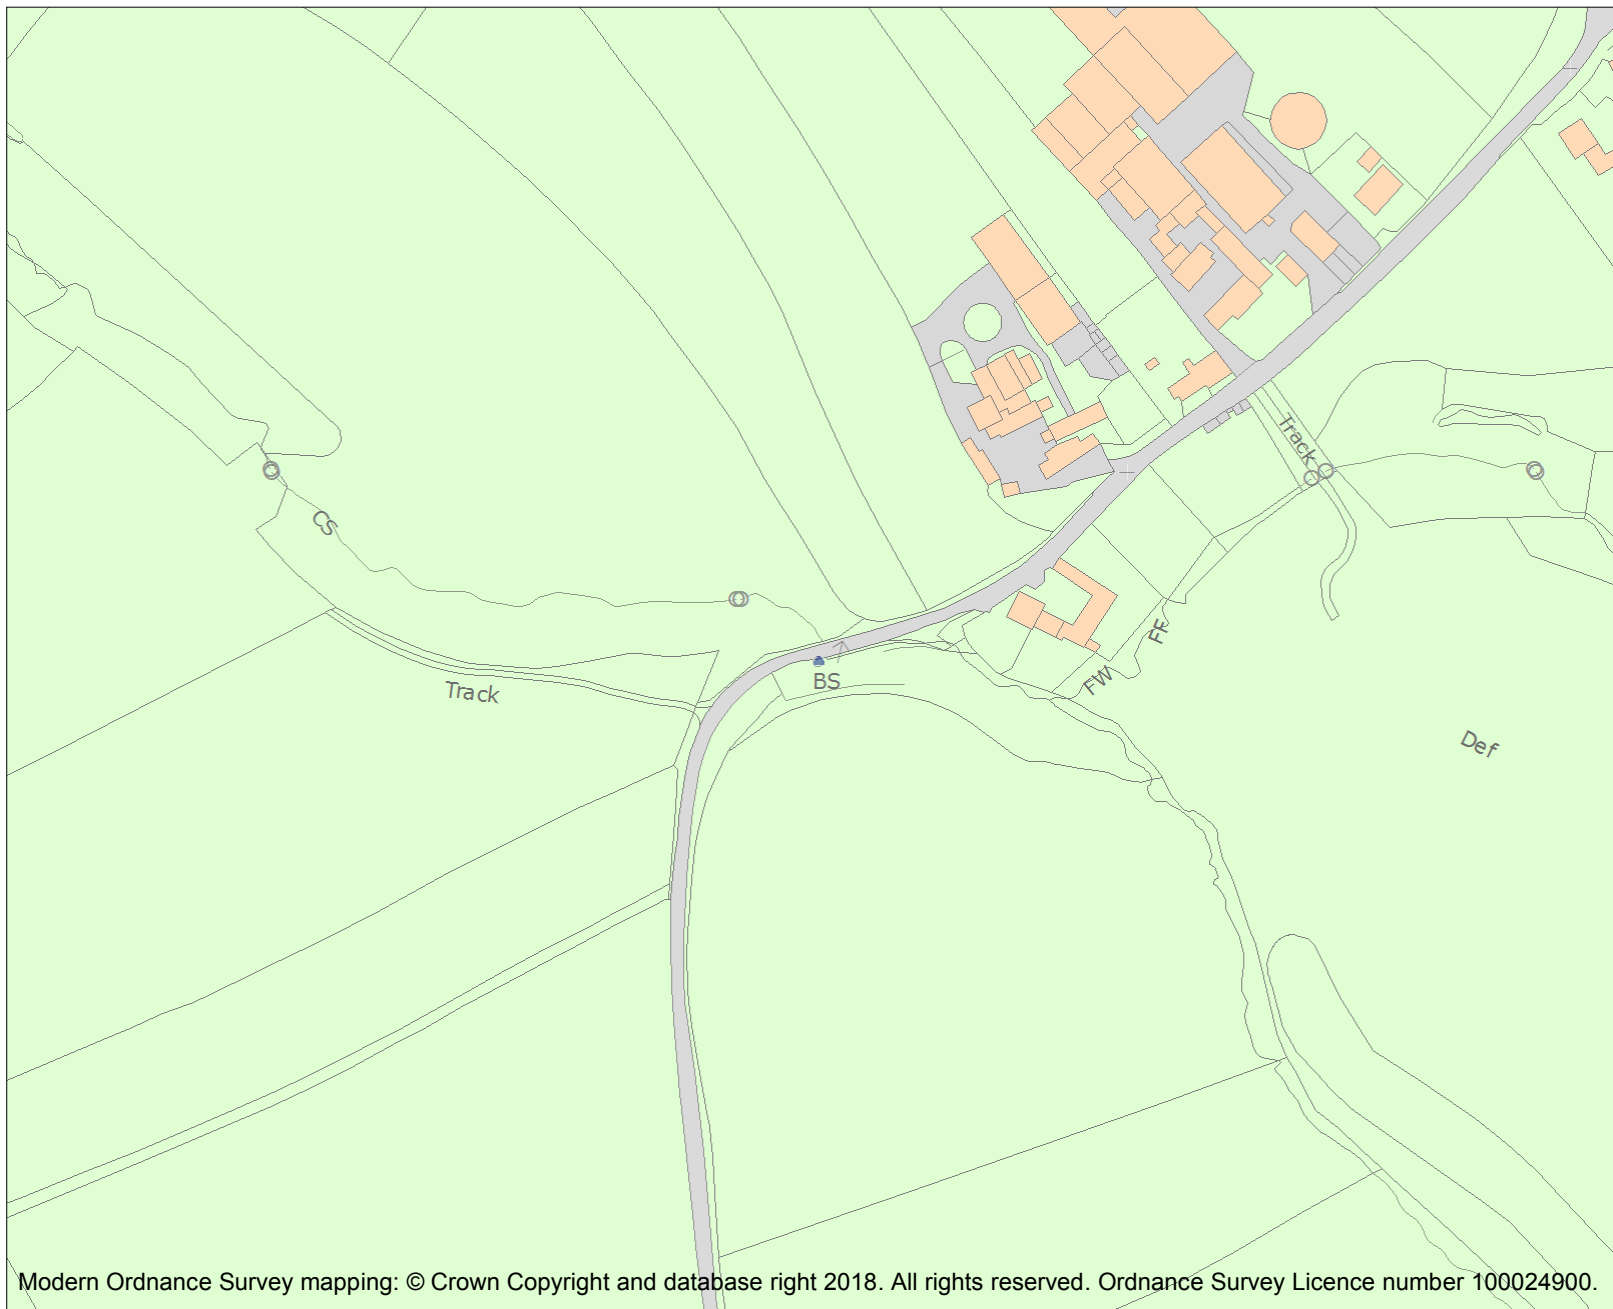 Track
CS
FF
BS
FW
Track
Def
Modern Ordnance Survey mapping: © Crown Copyright and database right 2018. All rights reserved. Ordnance Survey Licence number 100024900.